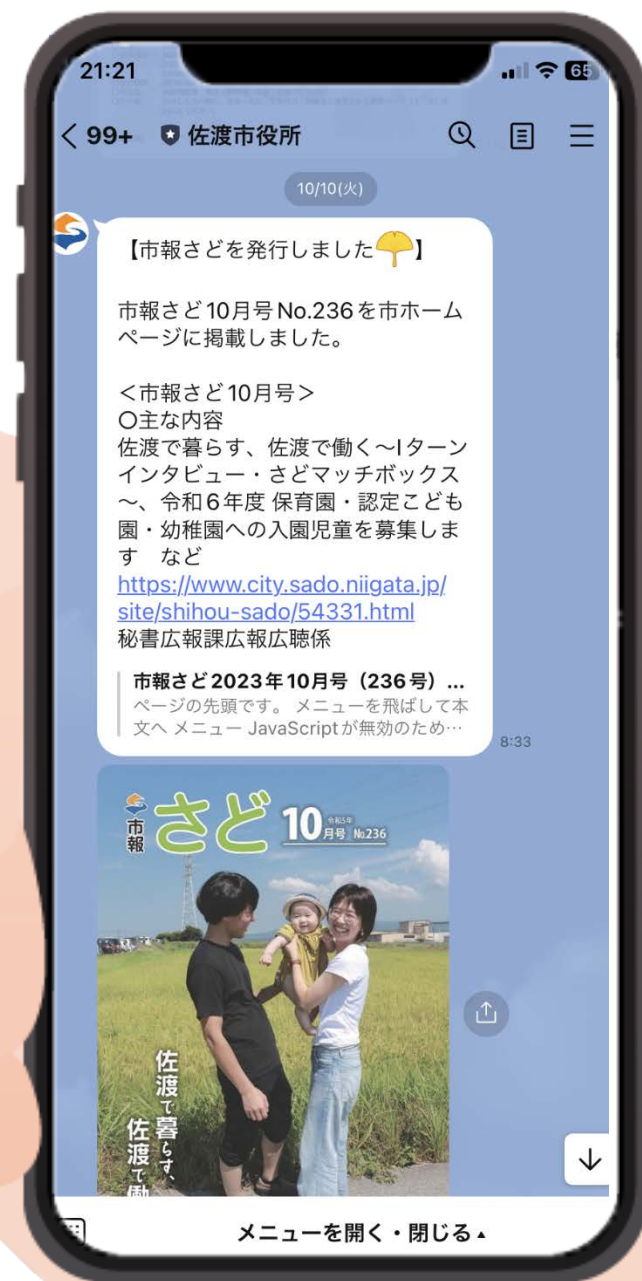 21:21
65
99+ 佐渡市役所
10/10(火)
【市報さどを発行しました】
市報さど10月号No.236を市ホーム
ページに掲載しました。
<市報さど10月号>
〇主な内容
佐渡で暮らす、佐渡で働く〜Iターン
インタビュー・さどマッチボックス
〜、令和6年度 保育園・認定こども
園・幼稚園への入園児童を募集しま
す など
https://www.city.sado.niigata.jp/
site/shihou-sado/54331.html
秘書広報課広報広聴係
市報さど2023年10月号(236号)...
ページの先頭です。 メニューを飛ばして本
文へ メニュー JavaScriptが無効のため…
8:33
市報
さど
10月号 令和5年 No.236
佐渡で暮らす、
佐渡で働
メニューを開く・閉じる▲